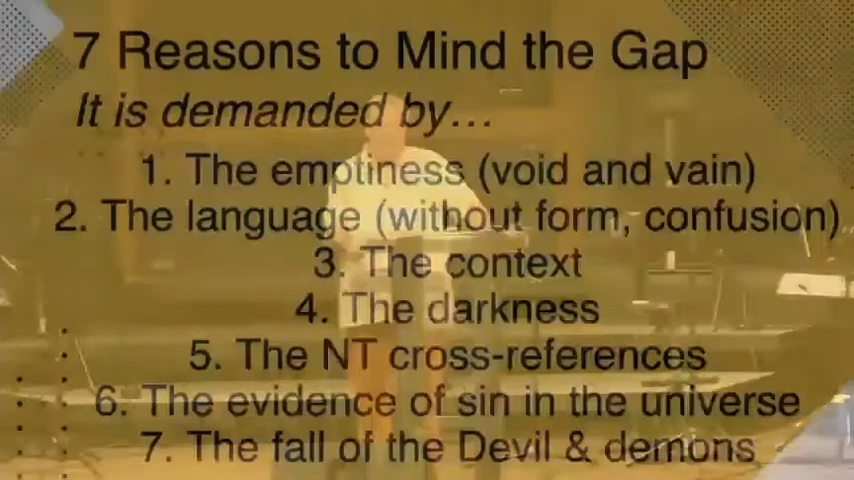 7 Reasons to Mind the Gap
It is demanded by...
1. The emptiness (void and vain)
2. The language (without form, confusion)
3. The context
4. The darkness
5. The NT cross-references
6. The evidence of sin in the universe
7. The fall of the Devil & demons